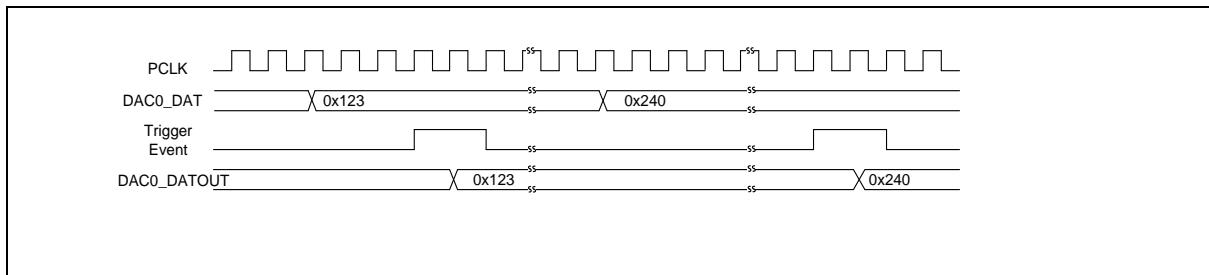 PCLK
DAC0_DAT
0x123
0x240
Trigger
Event
DAC0_DATOUT
0x123
0x240